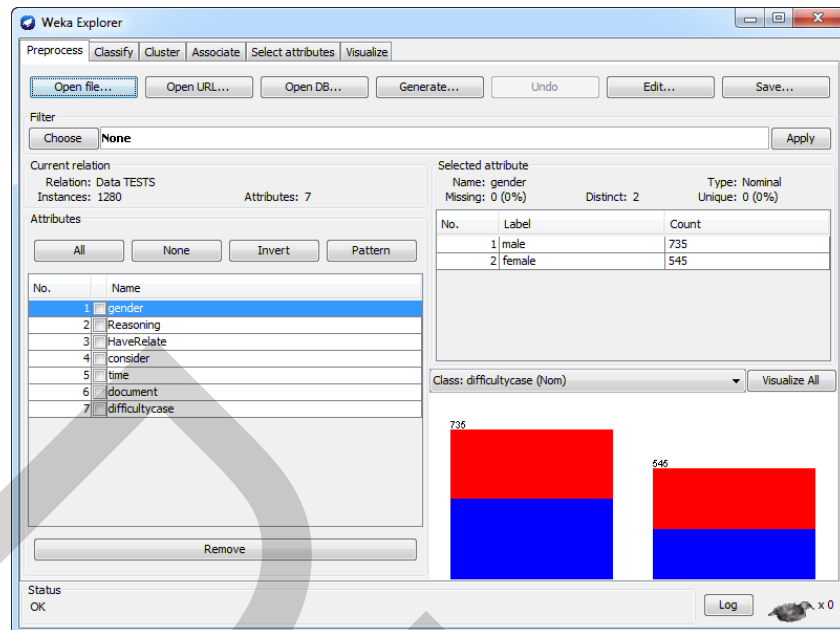 Weka Explorer
Preprocess Classify Cluster Associate Select attributes Visualize
Open file... Open URL... Open DB... Generate... Undo Edit... Save...
Filter
Choose None Apply
Current relation
Relation: Data TESTS
Instances: 1280 Attributes: 7
Attributes
All None Invert Pattern
No. Name
1 gender
2 Reasoning
3 HaveRelate
4 consider
5 time
6 document
7 difficultycase
Remove
Selected attribute
Name: gender Type: Nominal
Missing: 0 (0%) Distinct: 2 Unique: 0 (0%)
No. Label Count
1 male 735
2 female 545
Class: difficultycase (Nom) Visualize All
735
545
Status
OK Log x 0